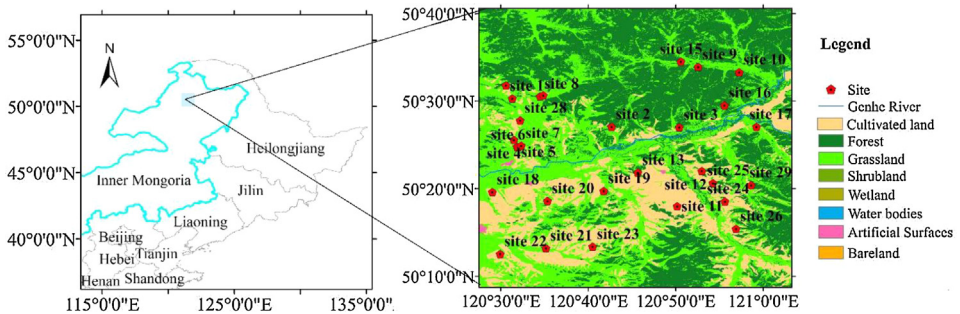 55°0'0"N
50°0'0"N
45°0'0"N
40°0'0"N
N
Heilongjiang
Inner Mongoria
Jilin
Liaoning
Beijing
Tianjin
Hebei
Henan
Shandong
115°0'0"E
125°0'0"E
135°0'0"E
50°40'0"N
50°30'0"N
50°20'0"N
50°10'0"N
site 15
site 9
site 10
site 1
site 8
site 16
site 28
site 2
site 3
site 17
site 6
site 7
site 4
site 5
site 13
site 18
site 20
site 19
site 12
site 25
site 29
site 24
site 11
site 26
site 22
site 21
site 23
120°30'0"E
120°40'0"E
120°50'0"E
121°0'0"E
Legend
Site
Genhe River
Cultivated land
Forest
Grassland
Shrubland
Wetland
Water bodies
Artificial Surfaces
Bareland